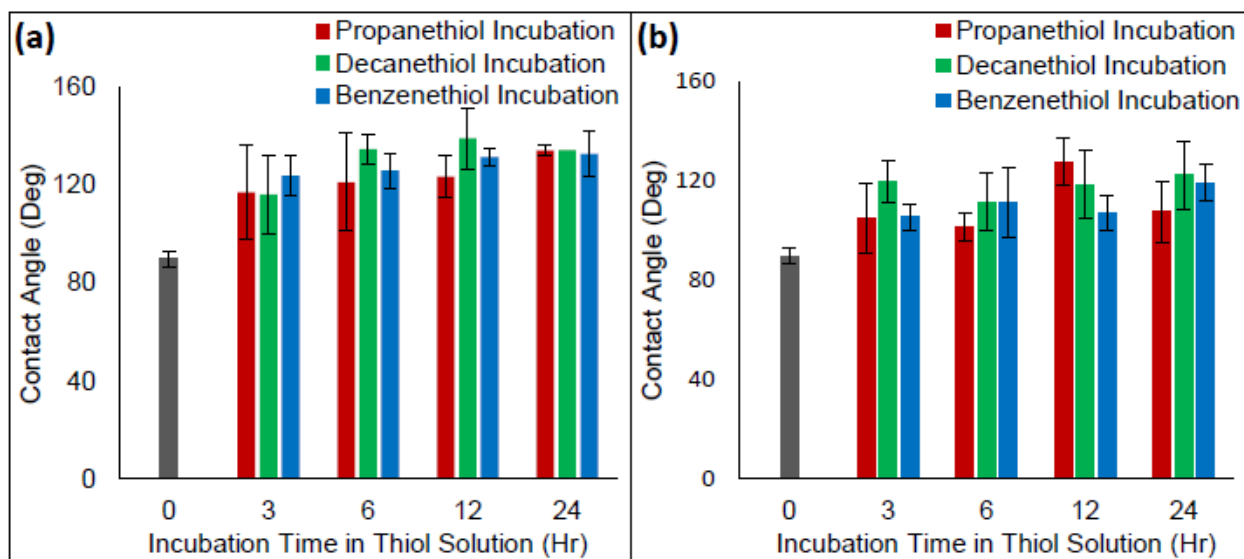 (a)
Propanethiol Incubation
Decanethiol Incubation
Benzenethiol Incubation
160
120
80
40
0
Contact Angle (Deg)
0 3 6 12 24
Incubation Time in Thiol Solution (Hr)
(b)
Propanethiol Incubation
Decanethiol Incubation
Benzenethiol Incubation
160
120
80
40
0
Contact Angle (Deg)
0 3 6 12 24
Incubation Time in Thiol Solution (Hr)